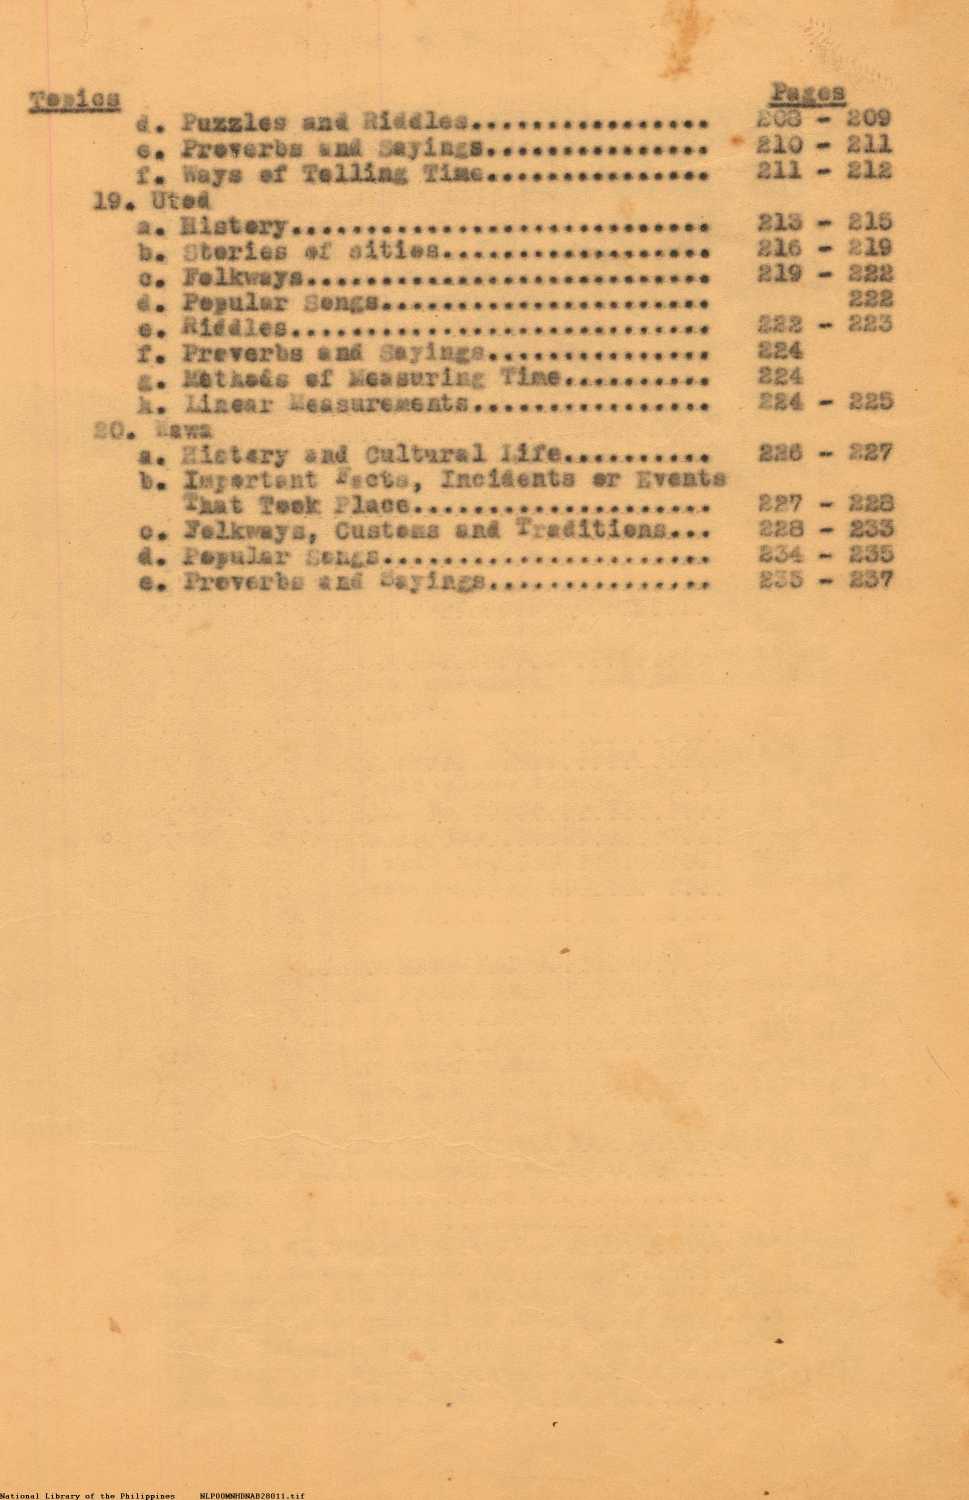 Topics Pages
d. Puzzles and Riddles................ 208 - 209
e. Proverbs and Sayings............... 210 - 211
f. Ways of Telling Time............... 211 - 212
19. Utod
a. History............................ 213 - 215
b. Stories of sities.................. 216 - 219
c. Folkways........................... 219 - 222
d. Popular Songs...................... 222
e. Riddles............................ 222 - 223
f. Proverbs and Sayings............... 224
g. Methods of Measuring Time.......... 224
h. Linear Measurements................ 224 - 225
20. Wawa
a. History and Cultural Life.......... 226 - 227
b. Important Facts, Incidents or Events
That Took Place.................... 227 - 228
c. Folkways, Customs and Traditions... 228 - 233
d. Popular Songs...................... 234 - 235
e. Proverbs and Sayings............... 235 - 237
National Library of the Philippines NLPOOMNHDNAB28011.tif